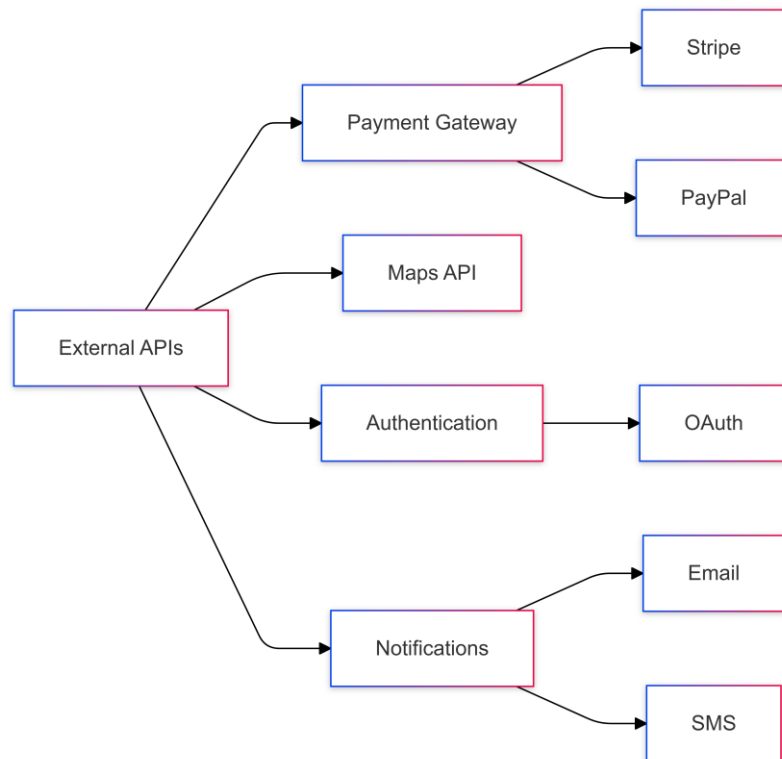 Stripe
Payment Gateway
PayPal
Maps API
External APIs
Authentication
OAuth
Email
Notifications
SMS